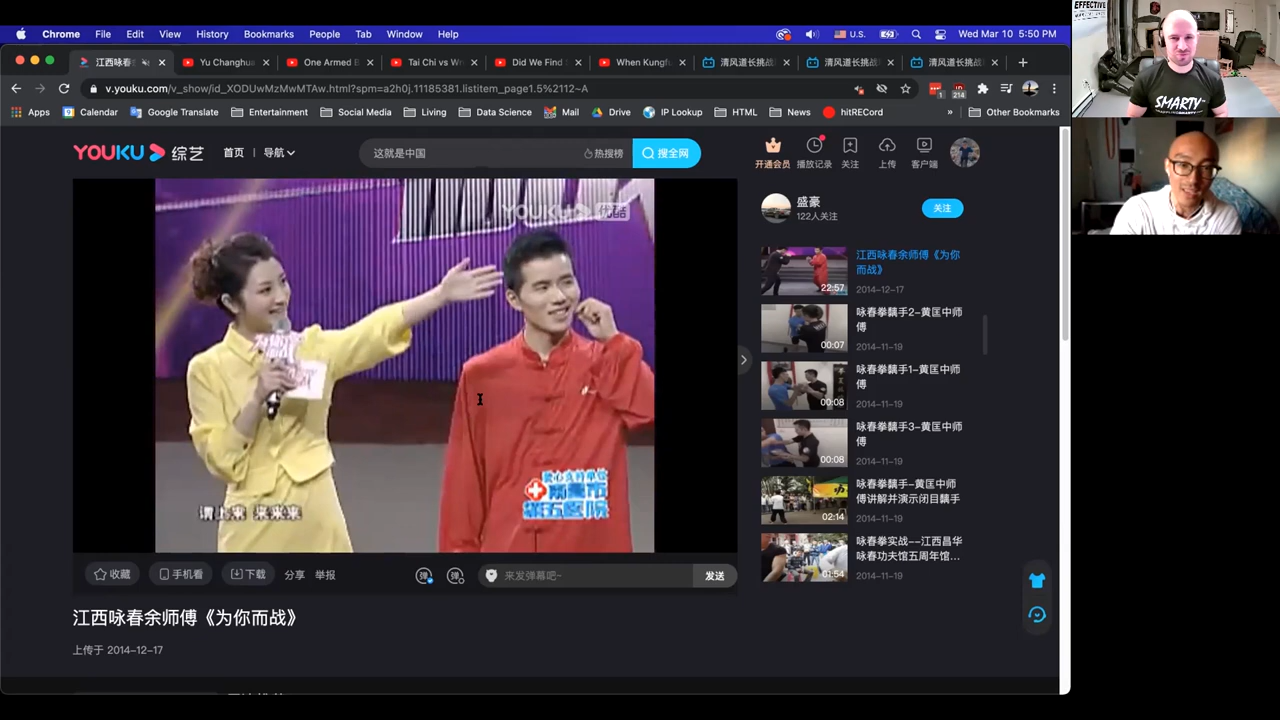 Chrome File Edit View History Bookmarks People Tab Window Help
U.S.
Wed Mar 10 5:50 PM
江西咏春
Yu Changhua
One Armed B
Tai Chi vs W
Did We Find
When Kungf
清风道长挑战
清风道长挑战
清风道长挑战
v.youku.com/v_show/id_XODUwMzMwMTAw.html?spm=a2h0j.11185381.listitem_page1.5%2112~A
1
214
Apps Calendar Google Translate Entertainment Social Media Living Data Science Mail Drive IP Lookup HTML News hitRECord » Other Bookmarks
YOUKU 综艺
首页 导航
这就是中国
热搜榜
搜全网
开通会员 播放记录 关注 上传 客户端
YOUKU 优酷
请上来 来来来
盛豪
122人关注
关注
江西咏春余师傅《为你
而战》
22:57
2014-12-17
咏春拳黐手2-黄匡中师
傅
00:07
2014-11-19
咏春拳黐手1-黄匡中师
傅
00:08
2014-11-19
咏春拳黐手3-黄匡中师
傅
00:08
2014-11-19
咏春拳黐手-黄匡中师
傅讲解并演示闭目黐手
02:14
2014-11-19
咏春拳实战--江西昌华
咏春功夫馆五周年馆...
01:54
2014-11-19
收藏 手机看 下载 分享 举报
弹 弹
来发弹幕吧~
发送
江西咏春余师傅《为你而战》
上传于 2014-12-17
EFFECTIVE
SMARTY